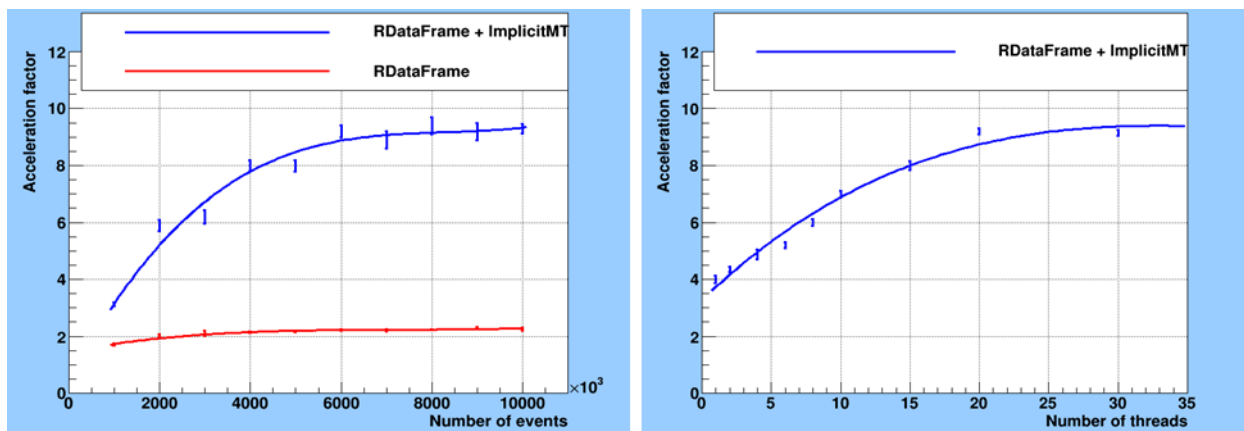 RDataFrame + ImplicitMT
RDataFrame
Acceleration factor
12
10
8
6
4
2
0
0 2000 4000 6000 8000 10000
×10³
Number of events
RDataFrame + ImplicitMT
Acceleration factor
12
10
8
6
4
2
0
0 5 10 15 20 25 30 35
Number of threads